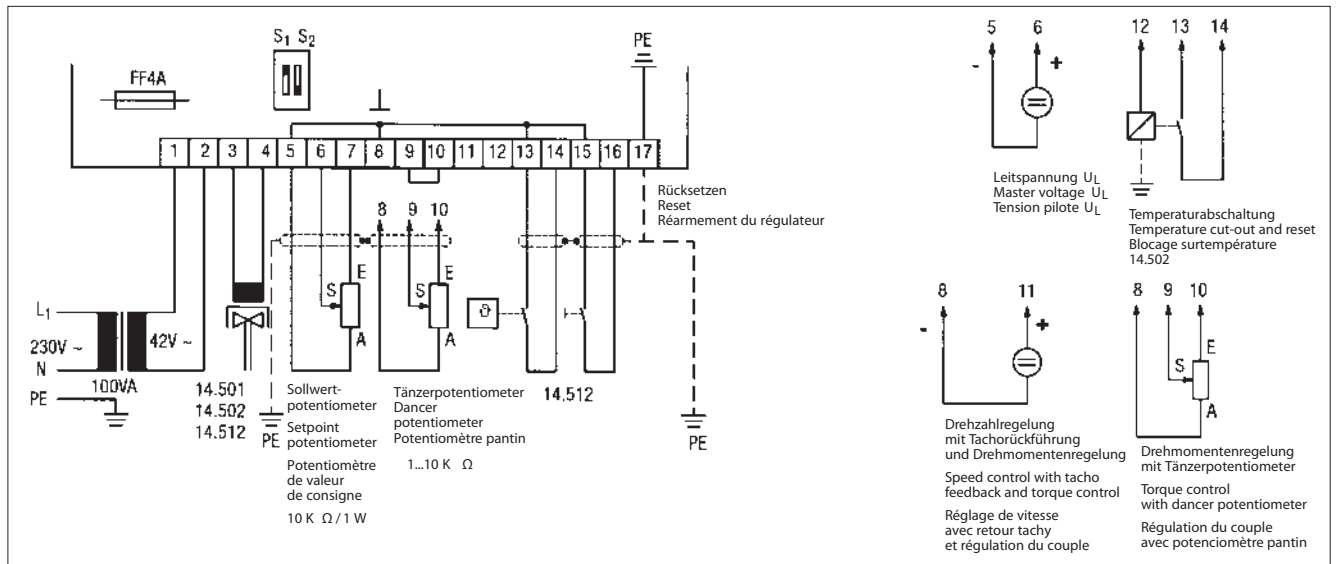 S1 S2
PE
FF4A
1 2 3 4 5 6 7 8 9 10 11 12 13 14 15 16 17
Rücksetzen
Reset
Réarmement du régulateur
8 9 10
E
S
A
E
S
A
ϑ
L1
230V ~
N
PE
42V ~
100VA
14.501
14.502
14.512
PE
Sollwert-
potentiometer
Setpoint
potentiometer
Potentiomètre
de valeur
de consigne
10 K Ω / 1 W
Tänzerpotentiometer
Dancer
potentiometer
Potentiomètre pantin
1...10 K Ω
14.512
PE
5 6
- +
Leitspannung UL
Master voltage UL
Tension pilote UL
12 13 14
Temperaturabschaltung
Temperature cut-out and reset
Blocage surtempérature
14.502
8 11
- +
Drehzahlregelung
mit Tachorückführung
und Drehmomentenregelung
Speed control with tacho
feedback and torque control
Réglage de vitesse
avec retour tachy
et régulation du couple
8 9 10
E
S
A
Drehmomentenregelung
mit Tänzerpotentiometer
Torque control
with dancer potentiometer
Régulation du couple
avec potenciomètre pantin